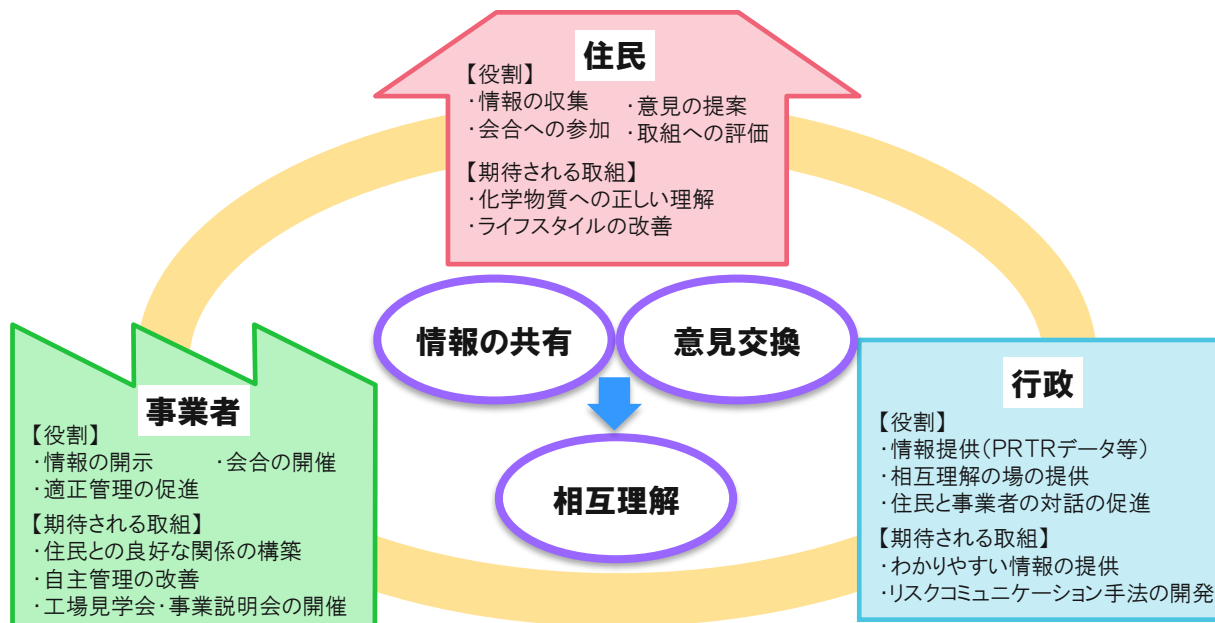 住民
【役割】
・情報の収集 ・意見の提案
・会合への参加 ・取組への評価
【期待される取組】
・化学物質への正しい理解
・ライフスタイルの改善
情報の共有
意見交換
相互理解
事業者
【役割】
・情報の開示 ・会合の開催
・適正管理の促進
【期待される取組】
・住民との良好な関係の構築
・自主管理の改善
・工場見学会・事業説明会の開催
行政
【役割】
・情報提供(PRTRデータ等)
・相互理解の場の提供
・住民と事業者の対話の促進
【期待される取組】
・わかりやすい情報の提供
・リスクコミュニケーション手法の開発